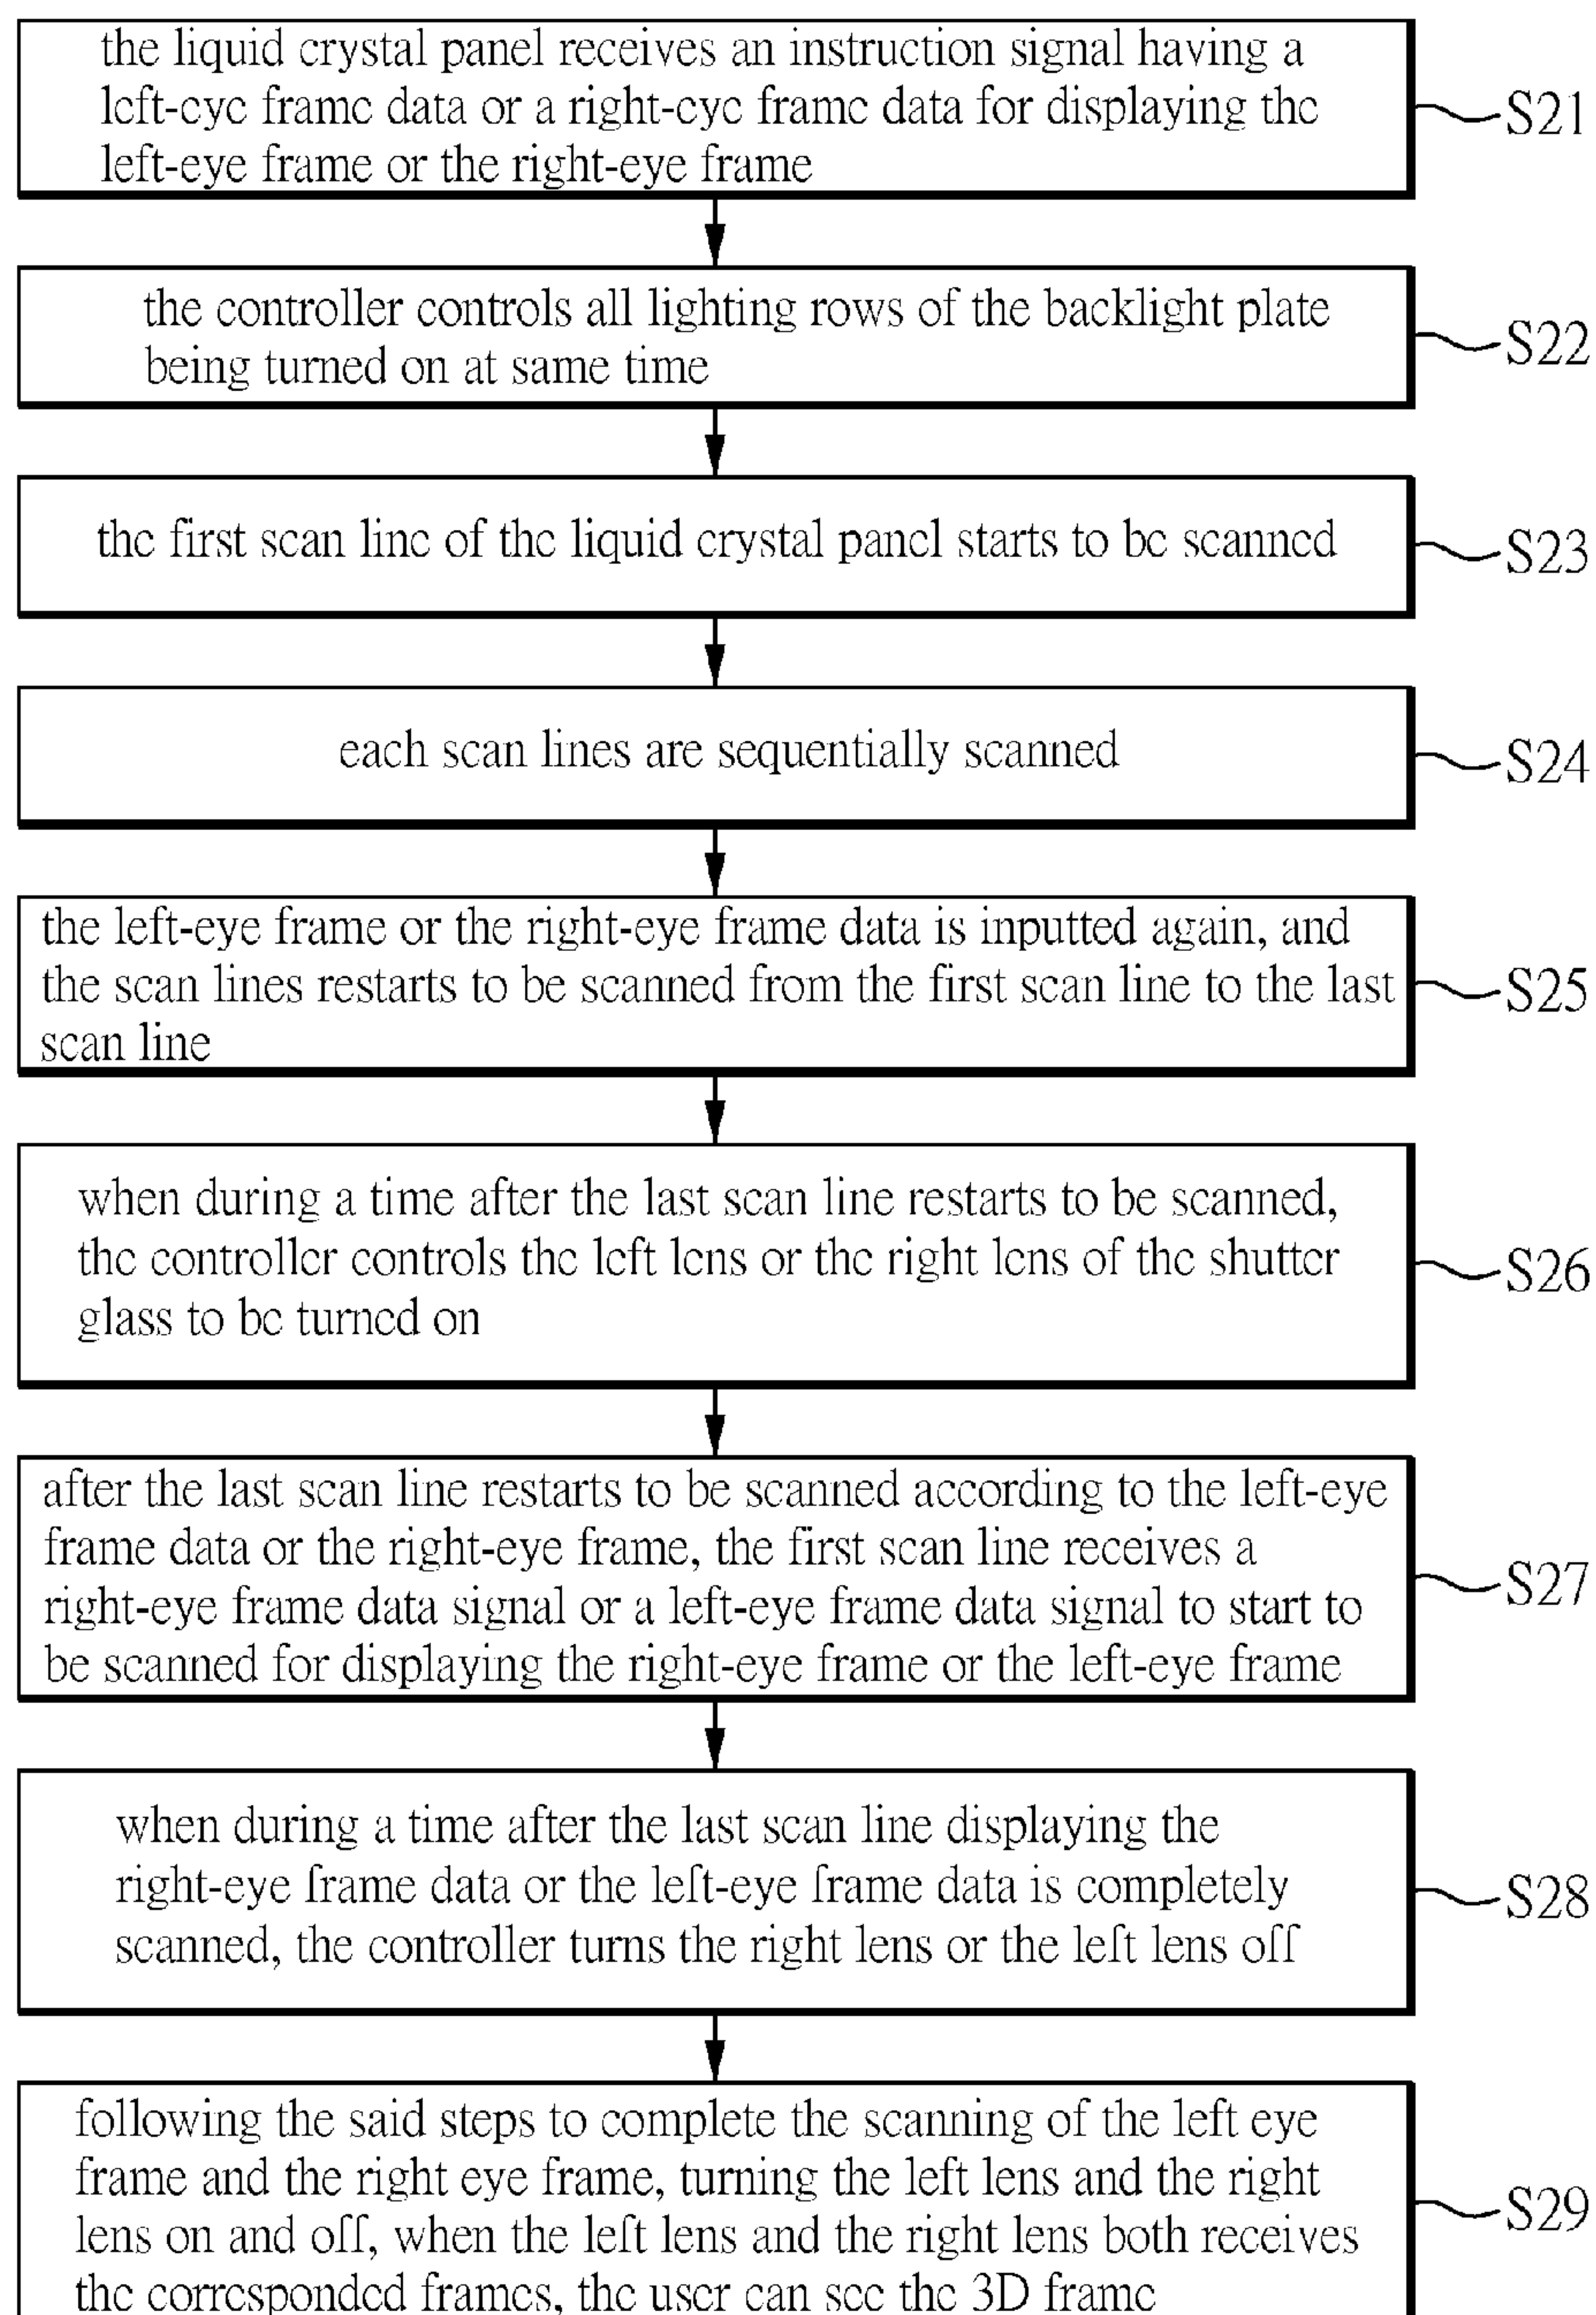 the liquid crystal panel receives an instruction signal having a
left-eye frame data or a right-eye frame data for displaying the
left-eye frame or the right-eye frame
S21
the controller controls all lighting rows of the backlight plate
being turned on at same time
S22
the first scan line of the liquid crystal panel starts to be scanned
S23
each scan lines are sequentially scanned
S24
the left-eye frame or the right-eye frame data is inputted again, and
the scan lines restarts to be scanned from the first scan line to the last
scan line
S25
when during a time after the last scan line restarts to be scanned,
the controller controls the left lens or the right lens of the shutter
glass to be turned on
S26
after the last scan line restarts to be scanned according to the left-eye
frame data or the right-eye frame, the first scan line receives a
right-eye frame data signal or a left-eye frame data signal to start to
be scanned for displaying the right-eye frame or the left-eye frame
S27
when during a time after the last scan line displaying the
right-eye frame data or the left-eye frame data is completely
scanned, the controller turns the right lens or the left lens off
S28
following the said steps to complete the scanning of the left eye
frame and the right eye frame, turning the left lens and the right
lens on and off, when the left lens and the right lens both receives
the corresponded frames, the user can see the 3D frame
S29